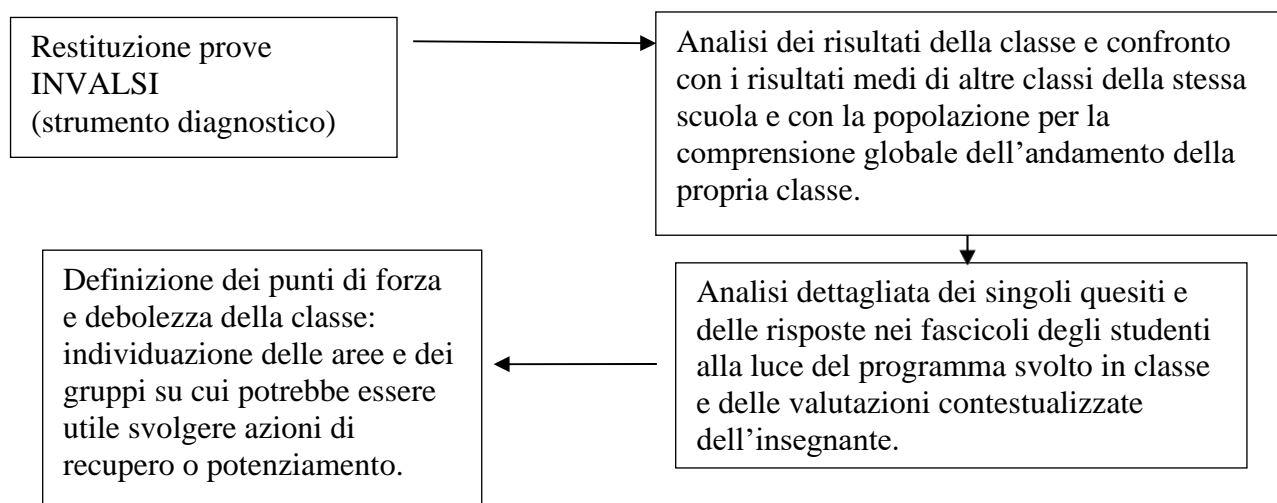 Restituzione prove
INVALSI
(strumento diagnostico)
Analisi dei risultati della classe e confronto
con i risultati medi di altre classi della stessa
scuola e con la popolazione per la
comprensione globale dell’andamento della
propria classe.
Analisi dettagliata dei singoli quesiti e
delle risposte nei fascicoli degli studenti
alla luce del programma svolto in classe
e delle valutazioni contestualizzate
dell’insegnante.
Definizione dei punti di forza
e debolezza della classe:
individuazione delle aree e dei
gruppi su cui potrebbe essere
utile svolgere azioni di
recupero o potenziamento.